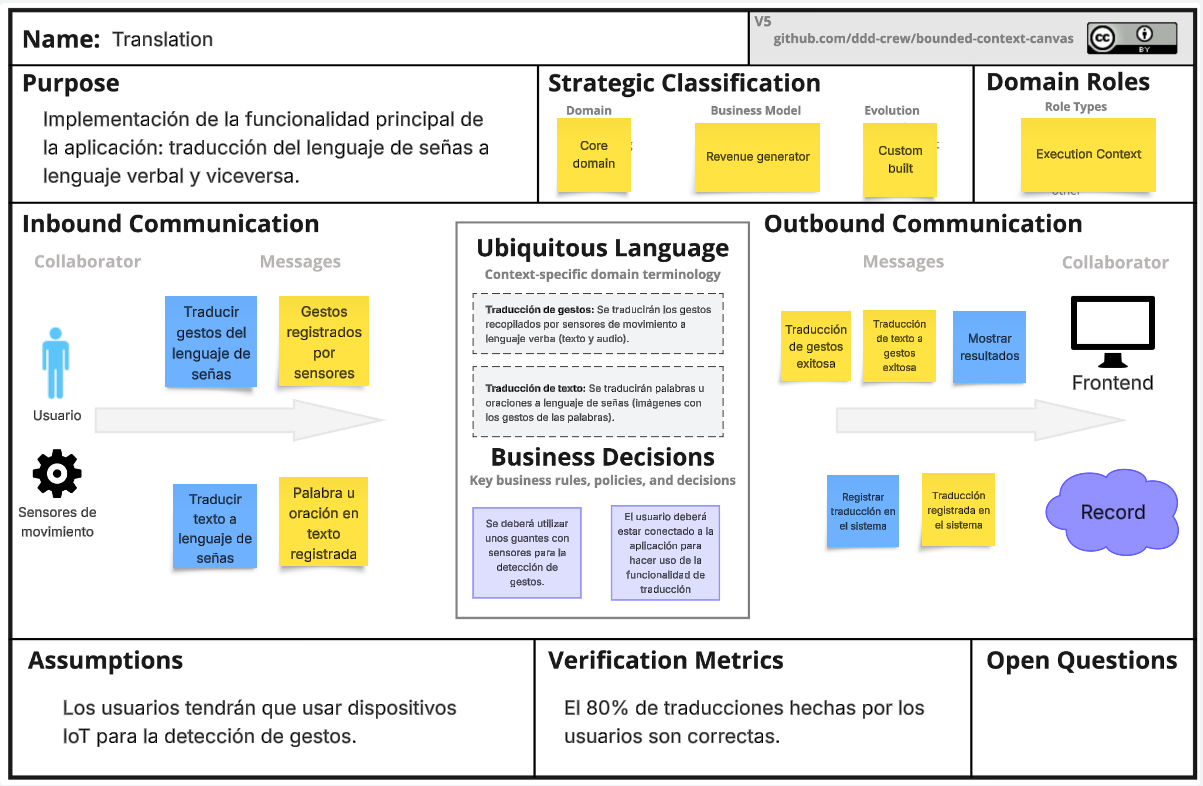 Name: Translation
V5
github.com/ddd-crew/bounded-context-canvas
cc
BY
Purpose
Implementación de la funcionalidad principal de
la aplicación: traducción del lenguaje de señas a
lenguaje verbal y viceversa.
Strategic Classification
Domain
Business Model
Evolution
Core
domain
Revenue generator
Custom
built
Domain Roles
Role Types
Execution Context
other
Inbound Communication
Collaborator
Messages
Traducir
gestos del
lenguaje de
señas
Gestos
registrados
por
sensores
Usuario
Sensores de
movimiento
Traducir
texto a
lenguaje de
señas
Palabra u
oración en
texto
registrada
Ubiquitous Language
Context-specific domain terminology
Traducción de gestos: Se traducirán los gestos
recopilados por sensores de movimiento a
lenguaje verba (texto y audio).
Traducción de texto: Se traducirán palabras u
oraciones a lenguaje de señas (imágenes con
los gestos de las palabras).
Business Decisions
Key business rules, policies, and decisions
Se deberá utilizar
unos guantes con
sensores para la
detección de
gestos.
El usuario deberá
estar conectado a la
aplicación para
hacer uso de la
funcionalidad de
traducción
Outbound Communication
Messages
Collaborator
Traducción
de gestos
exitosa
Traducción
de texto a
gestos
exitosa
Mostrar
resultados
Frontend
Registrar
traducción en
el sistema
Traducción
registrada en
el sistema
Record
Assumptions
Los usuarios tendrán que usar dispositivos
IoT para la detección de gestos.
Verification Metrics
El 80% de traducciones hechas por los
usuarios son correctas.
Open Questions